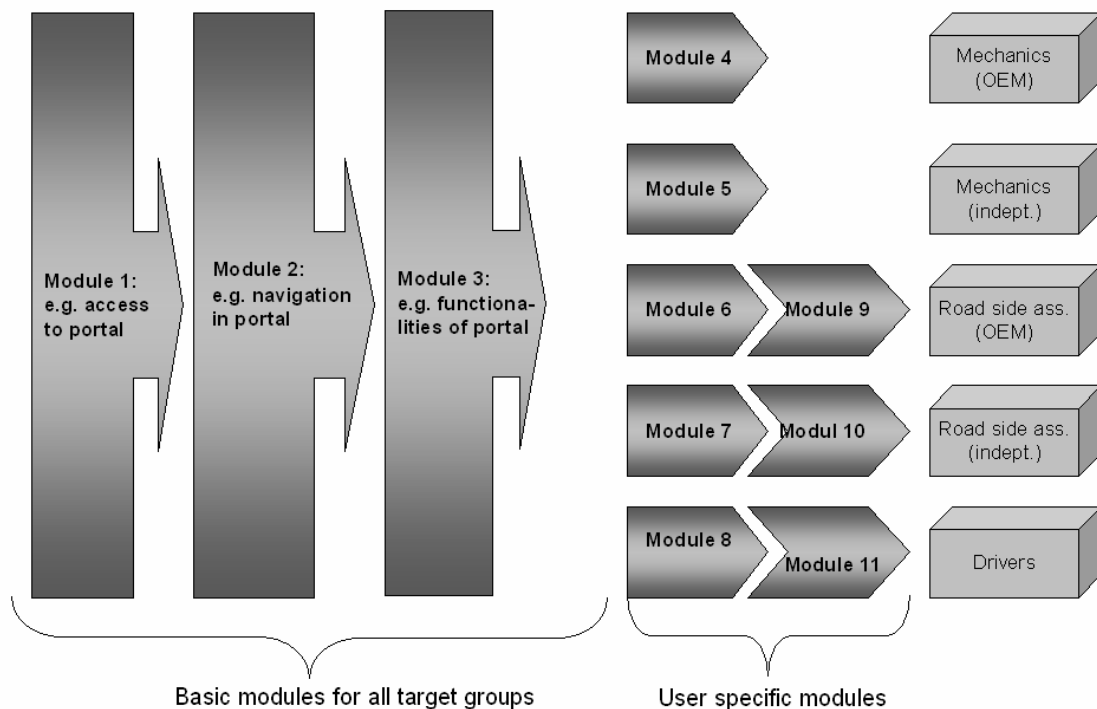 Module 1:
e.g. access
to portal
Module 2:
e.g. navigation
in portal
Module 3:
e.g. functiona-
lities of portal
Module 4
Mechanics
(OEM)
Module 5
Mechanics
(indept.)
Module 6
Module 9
Road side ass.
(OEM)
Module 7
Modul 10
Road side ass.
(indept.)
Module 8
Module 11
Drivers
Basic modules for all target groups
User specific modules